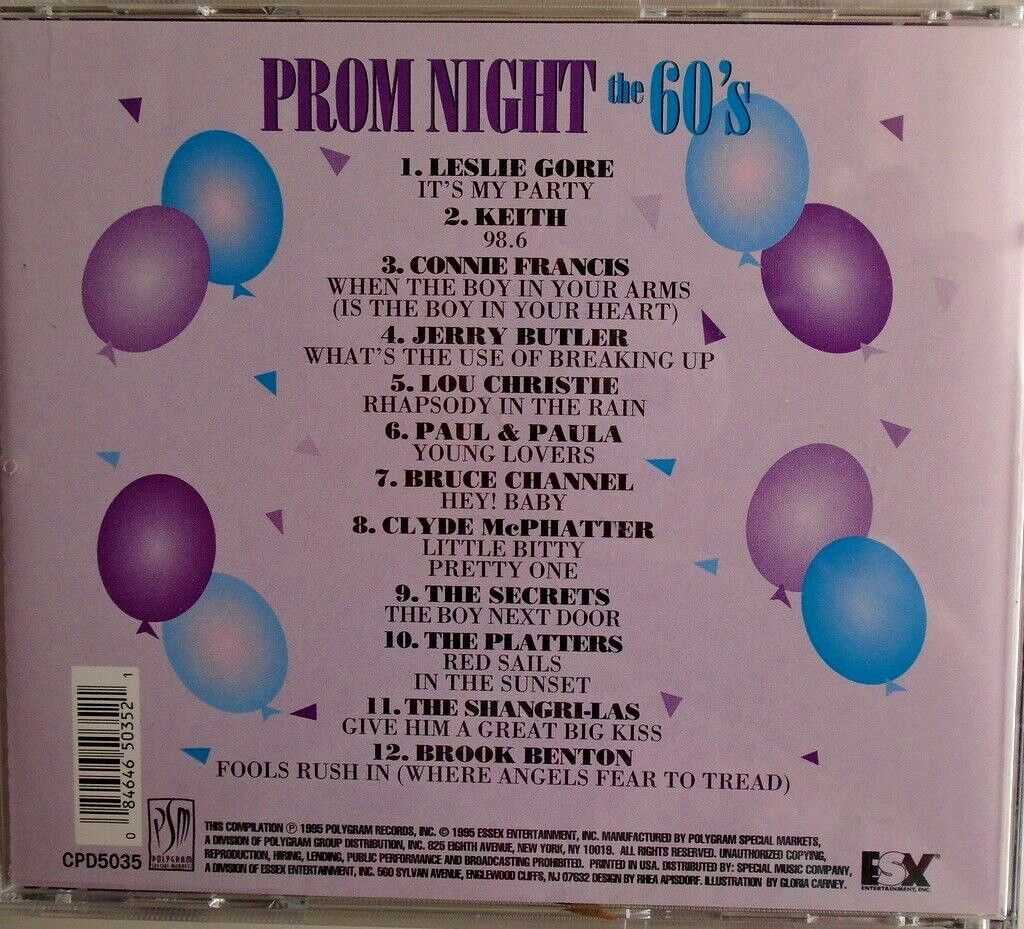 PROM NIGHT the 60's
1. LESLIE GORE
IT'S MY PARTY
2. KEITH
98.6
3. CONNIE FRANCIS
WHEN THE BOY IN YOUR ARMS
(IS THE BOY IN YOUR HEART)
4. JERRY BUTLER
WHAT'S THE USE OF BREAKING UP
5. LOU CHRISTIE
RHAPSODY IN THE RAIN
6. PAUL & PAULA
YOUNG LOVERS
7. BRUCE CHANNEL
HEY! BABY
8. CLYDE McPHATTER
LITTLE BITTY
PRETTY ONE
9. THE SECRETS
THE BOY NEXT DOOR
10. THE PLATTERS
RED SAILS
IN THE SUNSET
11. THE SHANGRI-LAS
GIVE HIM A GREAT BIG KISS
12. BROOK BENTON
FOOLS RUSH IN (WHERE ANGELS FEAR TO TREAD)
0 84646 50352 1
CPD5035
PSM
POLYGRAM
SPECIAL MARKETS
THIS COMPILATION ℗ 1995 POLYGRAM RECORDS, INC. © 1995 ESSEX ENTERTAINMENT, INC. MANUFACTURED BY POLYGRAM SPECIAL MARKETS,
A DIVISION OF POLYGRAM GROUP DISTRIBUTION, INC. 825 EIGHTH AVENUE, NEW YORK, NY 10019. ALL RIGHTS RESERVED. UNAUTHORIZED COPYING,
REPRODUCTION, HIRING, LENDING, PUBLIC PERFORMANCE AND BROADCASTING PROHIBITED. PRINTED IN USA. DISTRIBUTED BY: SPECIAL MUSIC COMPANY,
A DIVISION OF ESSEX ENTERTAINMENT, INC. 560 SYLVAN AVENUE, ENGLEWOOD CLIFFS, NJ 07632 DESIGN BY RHEA APISDORF. ILLUSTRATION BY GLORIA CARNEY.
ESX
ENTERTAINMENT, INC.